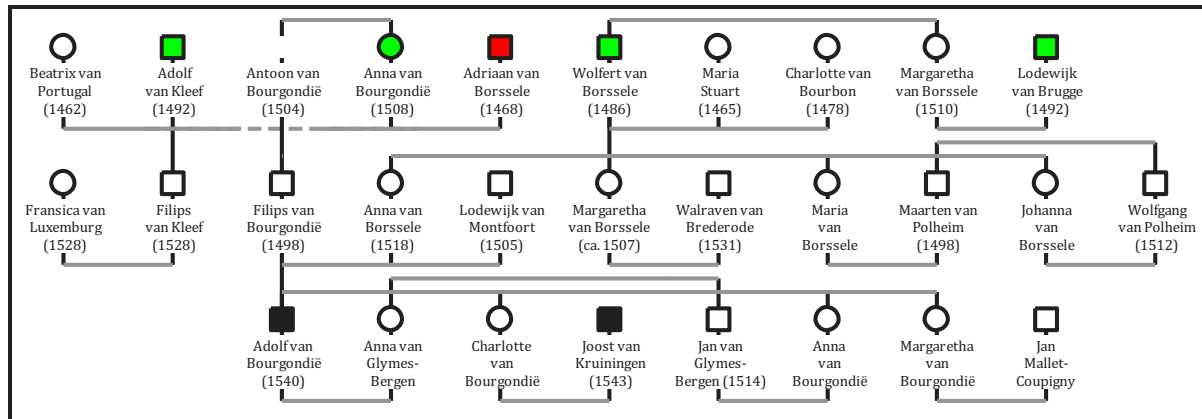 Beatrix van
Portugal
(1462)
Adolf
van Kleef
(1492)
Antoon van
Bourgondië
(1504)
Anna van
Bourgondië
(1508)
Adriaan van
Borssele
(1468)
Wolfert van
Borssele
(1486)
Maria
Stuart
(1465)
Charlotte van
Bourbon
(1478)
Margaretha
van Borssele
(1510)
Lodewijk
van Brugge
(1492)
Fransica van
Luxemburg
(1528)
Filips
van Kleef
(1528)
Filips van
Bourgondië
(1498)
Anna van
Borssele
(1518)
Lodewijk van
Montfoort
(1505)
Margaretha
van Borssele
(ca. 1507)
Walraven van
Brederode
(1531)
Maria
van
Borssele
Maarten van
Polheim
(1498)
Johanna
van
Borssele
Wolfgang
van Polheim
(1512)
Adolf van
Bourgondië
(1540)
Anna van
Glymes-
Bergen
Charlotte
van
Bourgondië
Joost van
Kruiningen
(1543)
Jan van
Glymes-
Bergen (1514)
Anna
van
Bourgondië
Margaretha
van
Bourgondië
Jan
Mallet-
Coupigny